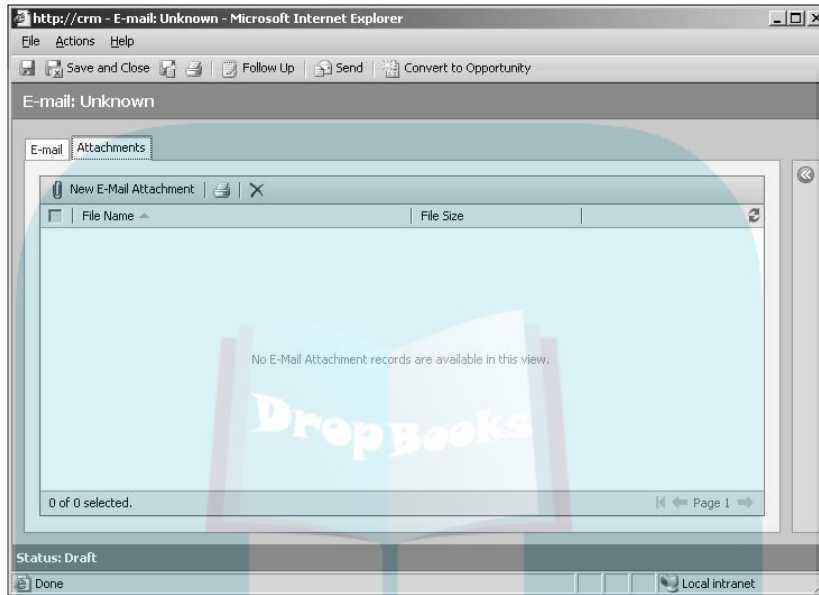 http://crm - E-mail: Unknown - Microsoft Internet Explorer
File Actions Help
Save and Close Follow Up Send Convert to Opportunity
E-mail: Unknown
E-mail Attachments
New E-Mail Attachment
File Name File Size
No E-Mail Attachment records are available in this view.
DropBooks
0 of 0 selected. Page 1
Status: Draft
Done Local intranet